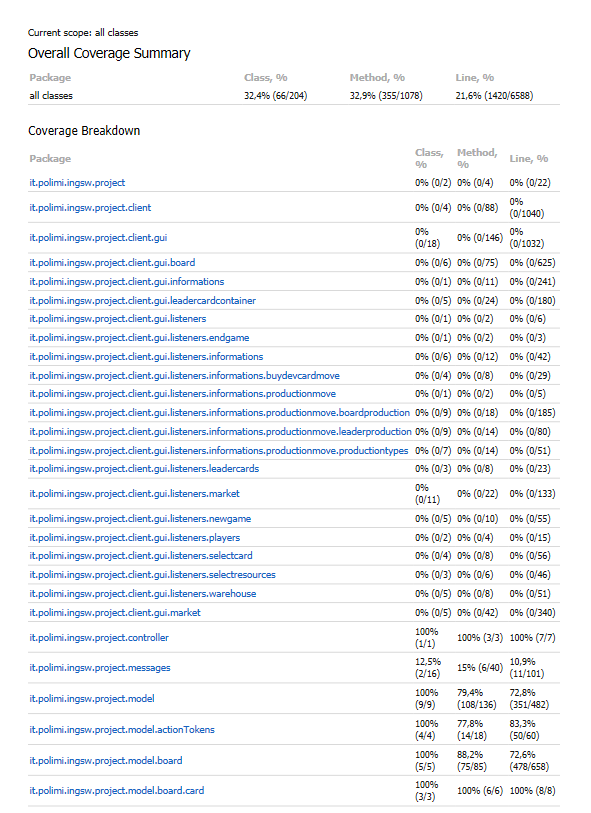 Current scope: all classes
Overall Coverage Summary
Package Class, % Method, % Line, %
all classes 32,4% (66/204) 32,9% (355/1078) 21,6% (1420/6588)
Coverage Breakdown
Package Class, % Method, % Line, %
it.polimi.ingsw.project 0% (0/2) 0% (0/4) 0% (0/22)
it.polimi.ingsw.project.client 0% (0/4) 0% (0/88) 0% (0/1040)
it.polimi.ingsw.project.client.gui 0% (0/18) 0% (0/146) 0% (0/1032)
it.polimi.ingsw.project.client.gui.board 0% (0/6) 0% (0/75) 0% (0/625)
it.polimi.ingsw.project.client.gui.informations 0% (0/1) 0% (0/11) 0% (0/241)
it.polimi.ingsw.project.client.gui.leadercardcontainer 0% (0/5) 0% (0/24) 0% (0/180)
it.polimi.ingsw.project.client.gui.listeners 0% (0/1) 0% (0/2) 0% (0/6)
it.polimi.ingsw.project.client.gui.listeners.endgame 0% (0/1) 0% (0/2) 0% (0/3)
it.polimi.ingsw.project.client.gui.listeners.informations 0% (0/6) 0% (0/12) 0% (0/42)
it.polimi.ingsw.project.client.gui.listeners.informations.buydevcardmove 0% (0/4) 0% (0/8) 0% (0/29)
it.polimi.ingsw.project.client.gui.listeners.informations.productionmove 0% (0/1) 0% (0/2) 0% (0/5)
it.polimi.ingsw.project.client.gui.listeners.informations.productionmove.boardproduction 0% (0/9) 0% (0/18) 0% (0/185)
it.polimi.ingsw.project.client.gui.listeners.informations.productionmove.leaderproduction 0% (0/9) 0% (0/14) 0% (0/80)
it.polimi.ingsw.project.client.gui.listeners.informations.productionmove.productiontypes 0% (0/7) 0% (0/14) 0% (0/51)
it.polimi.ingsw.project.client.gui.listeners.leadercards 0% (0/3) 0% (0/8) 0% (0/23)
it.polimi.ingsw.project.client.gui.listeners.market 0% (0/11) 0% (0/22) 0% (0/133)
it.polimi.ingsw.project.client.gui.listeners.newgame 0% (0/5) 0% (0/10) 0% (0/55)
it.polimi.ingsw.project.client.gui.listeners.players 0% (0/2) 0% (0/4) 0% (0/15)
it.polimi.ingsw.project.client.gui.listeners.selectcard 0% (0/4) 0% (0/8) 0% (0/56)
it.polimi.ingsw.project.client.gui.listeners.selectresources 0% (0/3) 0% (0/6) 0% (0/46)
it.polimi.ingsw.project.client.gui.listeners.warehouse 0% (0/5) 0% (0/8) 0% (0/51)
it.polimi.ingsw.project.client.gui.market 0% (0/5) 0% (0/42) 0% (0/340)
it.polimi.ingsw.project.controller 100% (1/1) 100% (3/3) 100% (7/7)
it.polimi.ingsw.project.messages 12,5% (2/16) 15% (6/40) 10,9% (11/101)
it.polimi.ingsw.project.model 100% (9/9) 79,4% (108/136) 72,8% (351/482)
it.polimi.ingsw.project.model.actionTokens 100% (4/4) 77,8% (14/18) 83,3% (50/60)
it.polimi.ingsw.project.model.board 100% (5/5) 88,2% (75/85) 72,6% (478/658)
it.polimi.ingsw.project.model.board.card 100% (3/3) 100% (6/6) 100% (8/8)